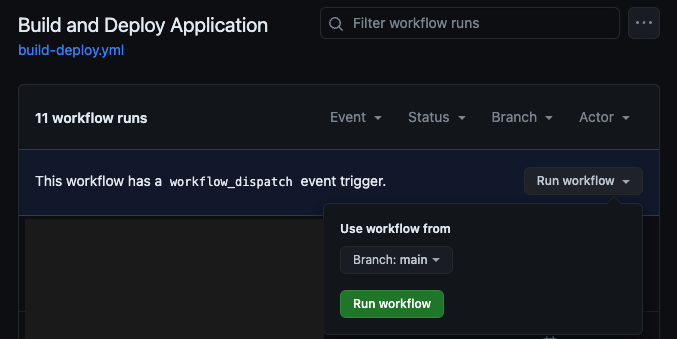 Build and Deploy Application
Filter workflow runs
build-deploy.yml
11 workflow runs
Event
Status
Branch
Actor
This workflow has a workflow_dispatch event trigger.
Run workflow
Use workflow from
Branch: main
Run workflow